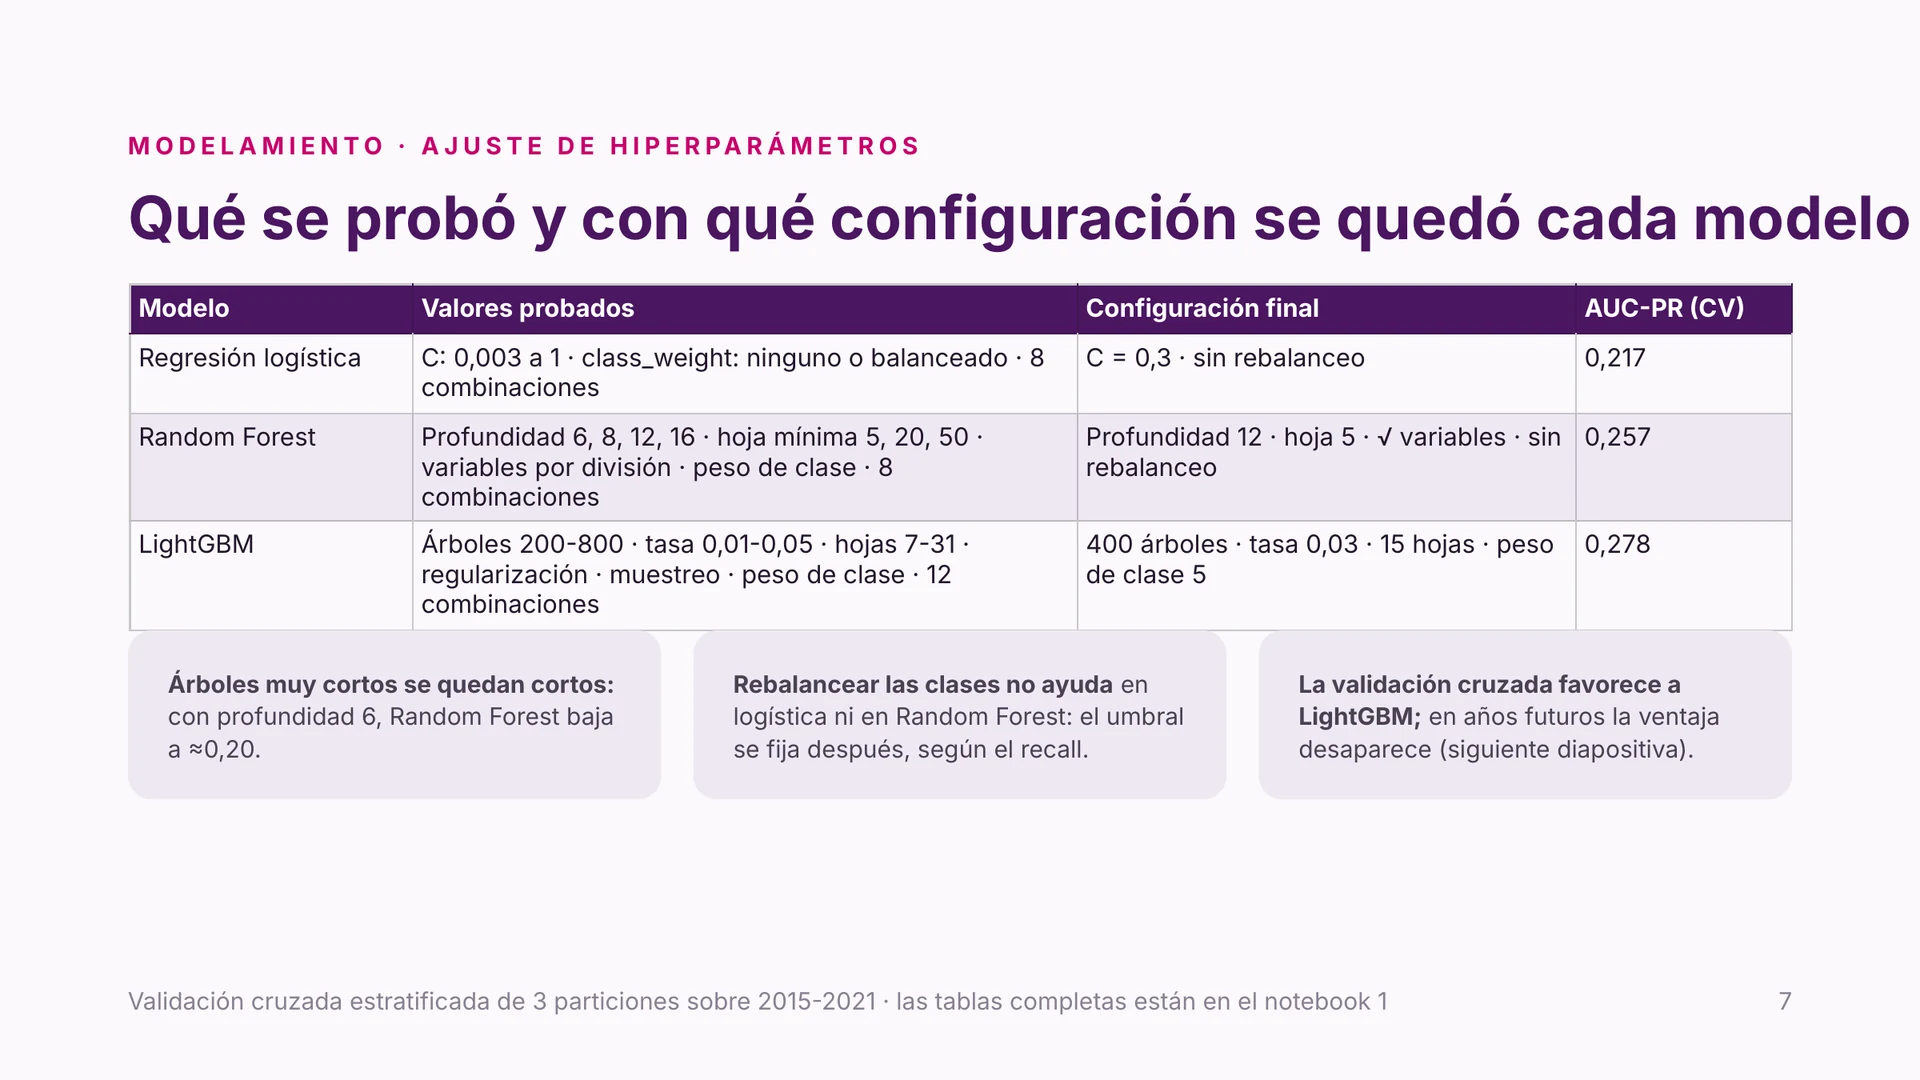 MODELAMIENTO · AJUSTE DE HIPERPARÁMETROS
Qué se probó y con qué configuración se quedó cada modelo
Modelo Valores probados Configuración final AUC-PR (CV)
Regresión logística C: 0,003 a 1 · class_weight: ninguno o balanceado · 8 C = 0,3 · sin rebalanceo 0,217
combinaciones
Random Forest Profundidad 6, 8, 12, 16 · hoja mínima 5, 20, 50 · Profundidad 12 · hoja 5 · √ variables · sin 0,257
variables por división · peso de clase · 8 rebalanceo
combinaciones
LightGBM Árboles 200-800 · tasa 0,01-0,05 · hojas 7-31 · 400 árboles · tasa 0,03 · 15 hojas · peso 0,278
regularización · muestreo · peso de clase · 12 de clase 5
combinaciones
Árboles muy cortos se quedan cortos:
con profundidad 6, Random Forest baja
a ≈0,20.
Rebalancear las clases no ayuda en
logística ni en Random Forest: el umbral
se fija después, según el recall.
La validación cruzada favorece a
LightGBM; en años futuros la ventaja
desaparece (siguiente diapositiva).
Validación cruzada estratificada de 3 particiones sobre 2015-2021 · las tablas completas están en el notebook 1 7